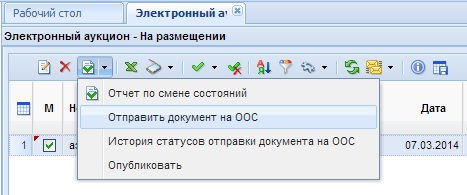 Рабочий стол
Электронный аук
Электронный аукцион - На размещении
М
Дата
Отчет по смене состояний
Отправить документ на ООС
История статусов отправки документа на ООС
Опубликовать
1
07.03.2014